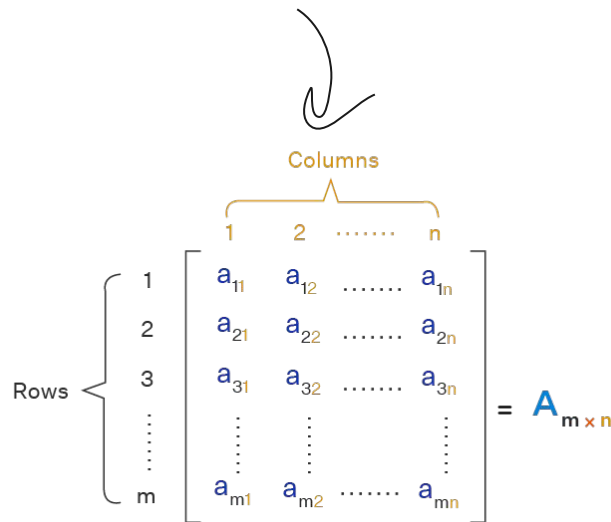 Columns
1 2 ........ n
1 a11 a12 ....... a1n
2 a21 a22 ....... a2n
Rows 3 a31 a32 ....... a3n
= Am × n
m am1 am2 ........ amn